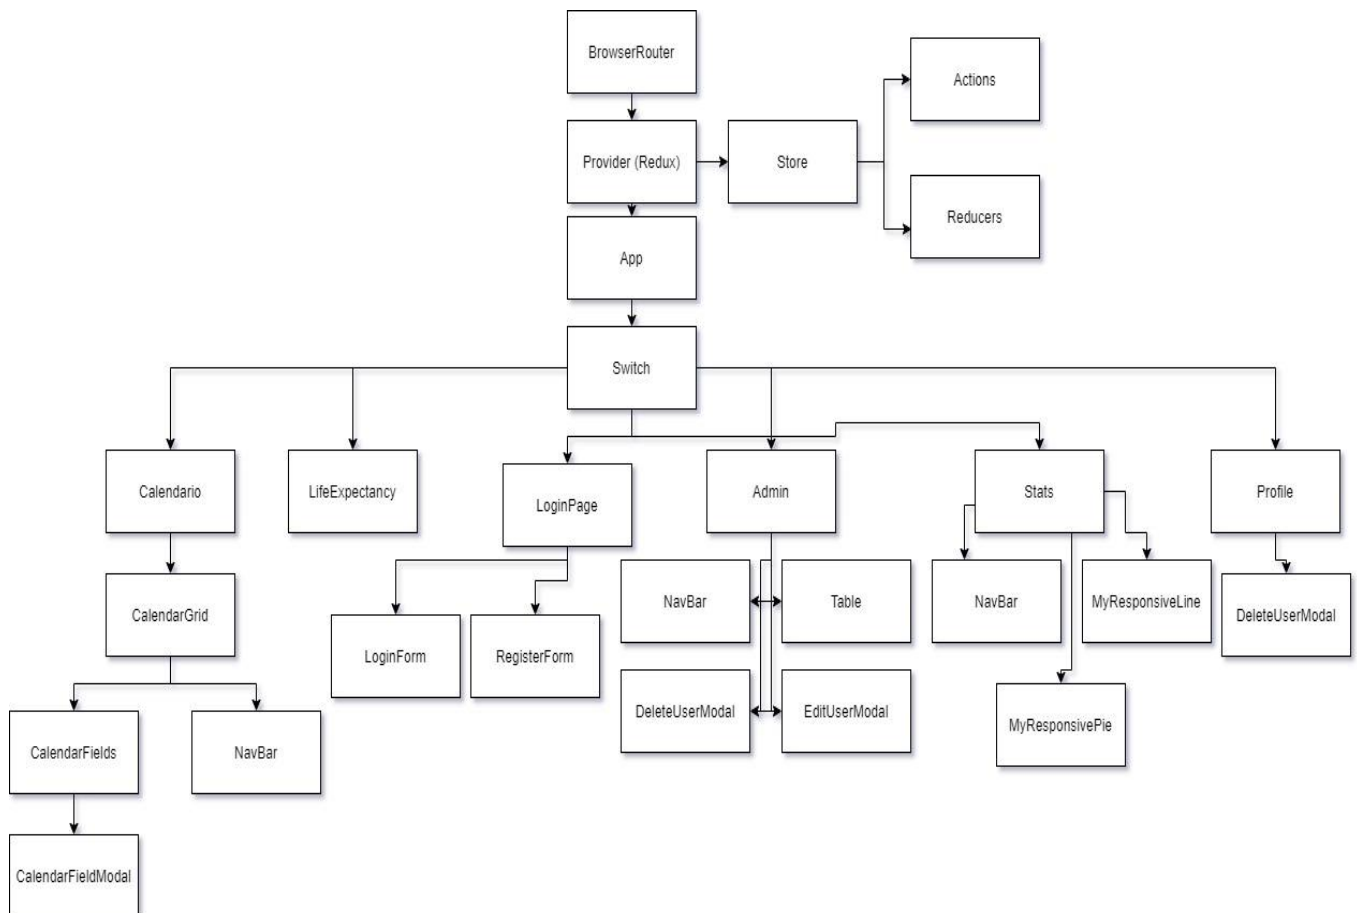 BrowserRouter
Actions
Provider (Redux)
Store
Reducers
App
Switch
Calendario
LifeExpectancy
LoginPage
Admin
Stats
Profile
CalendarGrid
NavBar
Table
NavBar
MyResponsiveLine
DeleteUserModal
LoginForm
RegisterForm
DeleteUserModal
EditUserModal
MyResponsivePie
CalendarFields
NavBar
CalendarFieldModal